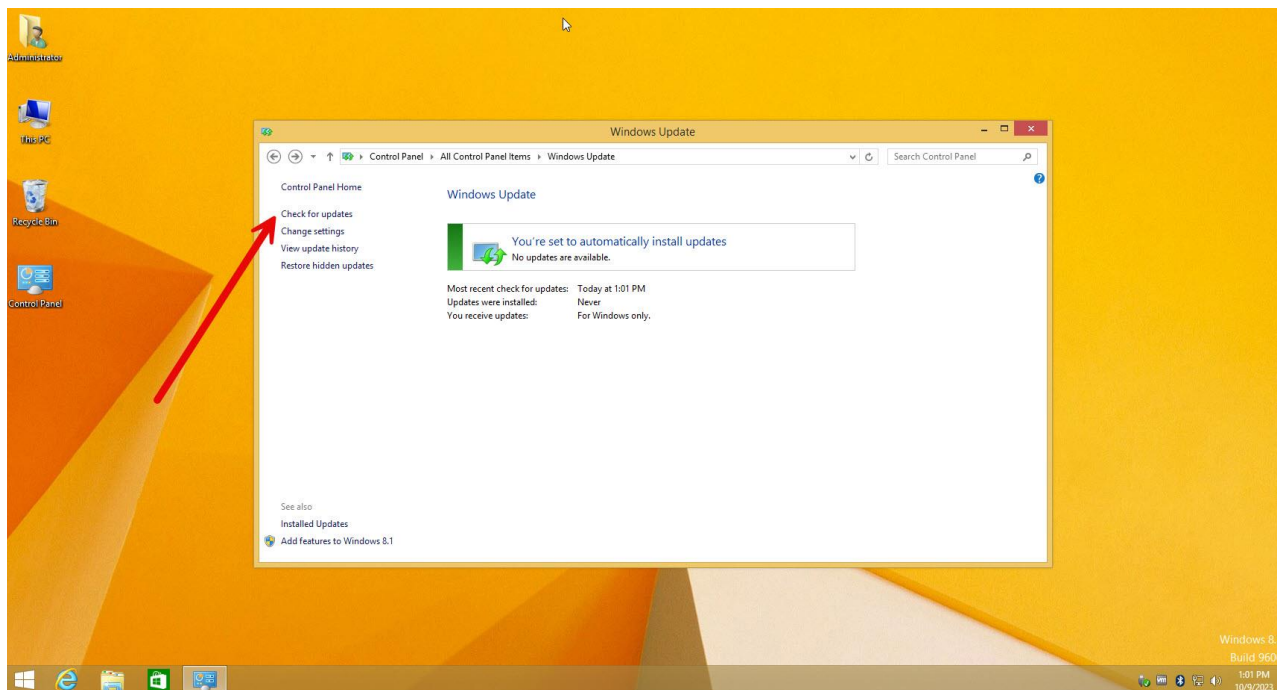 Administrator
This PC
Recycle Bin
Control Panel
Windows Update
Control Panel All Control Panel Items Windows Update
Search Control Panel
Control Panel Home
Check for updates
Change settings
View update history
Restore hidden updates
See also
Installed Updates
Add features to Windows 8.1
Windows Update
You're set to automatically install updates
No updates are available.
Most recent check for updates: Today at 1:01 PM
Updates were installed: Never
You receive updates: For Windows only.
Windows 8.
Build 960
1:01 PM
10/9/2023